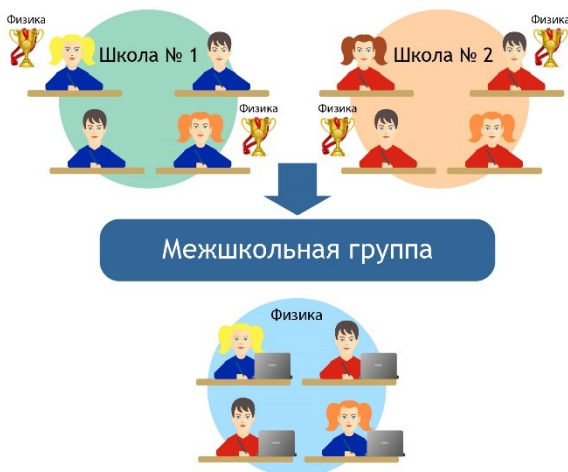 Физика
Школа № 1
Физика
Школа № 2
Физика
Физика
Межшкольная группа
Физика